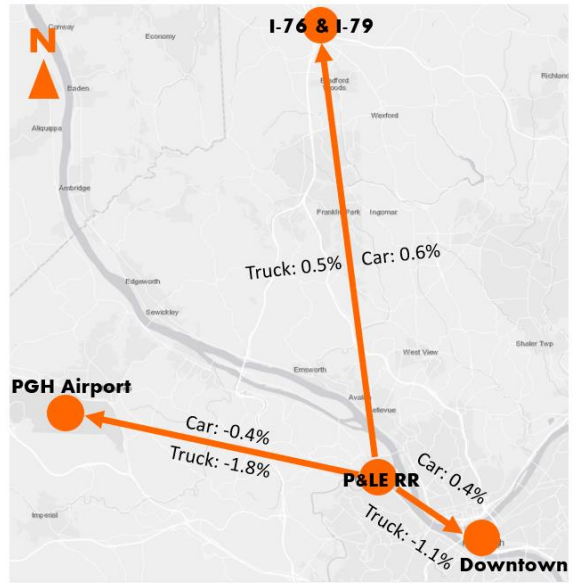 I-76 & I-79
Conway
Economy
N
Baden
Bradford
Woods
Richland
Wexford
Aliquippa
Ambridge
Franklin Park Ingomar
Truck: 0.5% Car: 0.6%
Edgeworth
Sewickley
Shaler Twp
West View
Emsworth
PGH Airport
Avalon
Bellevue
Car: -0.4%
Truck: -1.8%
P&LE RR
Car: 0.4%
Truck: -1.1%
Imperial
Downtown